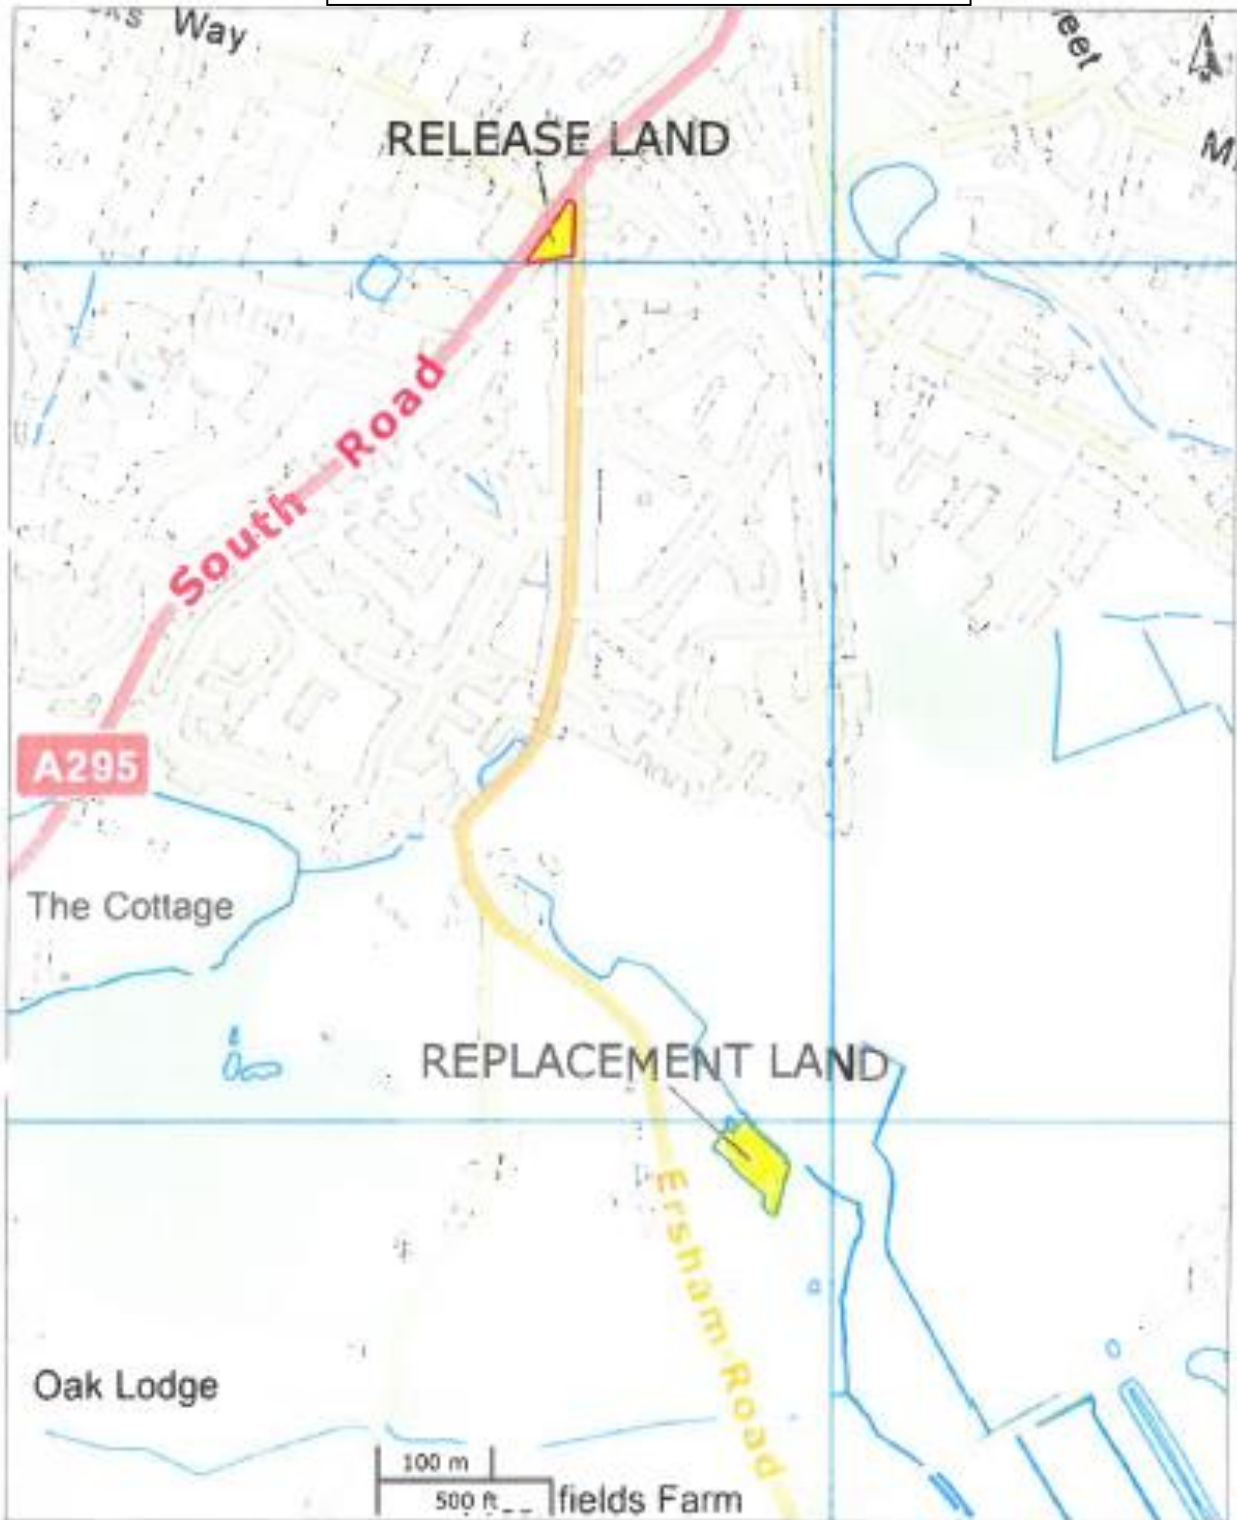 Way
RELEASE LAND
South Road
A295
The Cottage
REPLACEMENT LAND
Ersham Road
Oak Lodge
100 m
500 ft
fields Farm